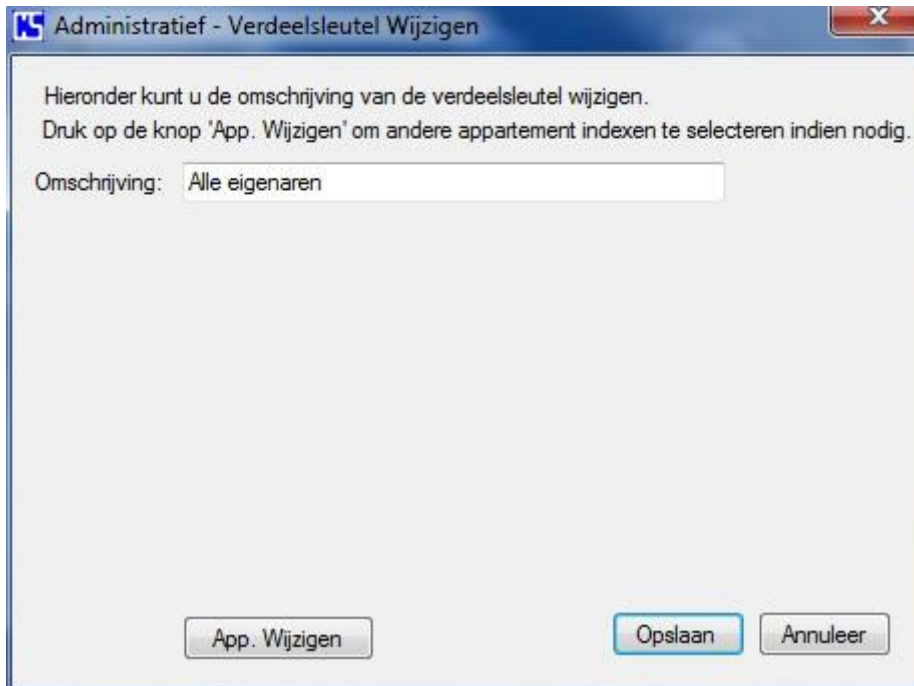 Administratief - Verdeelsleutel Wijzigen
Hieronder kunt u de omschrijving van de verdeelsleutel wijzigen.
Druk op de knop 'App. Wijzigen' om andere appartement indexen te selecteren indien nodig.
Omschrijving: Alle eigenaren
App. Wijzigen Opslaan Annuleer